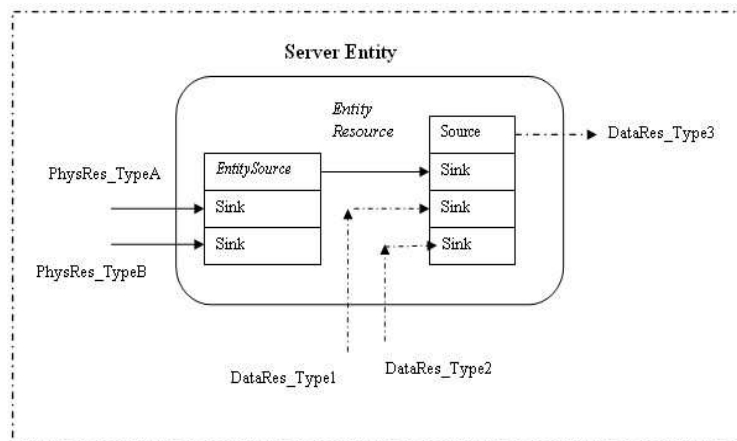 Server Entity
Entity
Resource
Source
DataRes_Type3
PhysRes_TypeA
EntitySource
Sink
Sink
Sink
Sink
Sink
PhysRes_TypeB
DataRes_Type1
DataRes_Type2